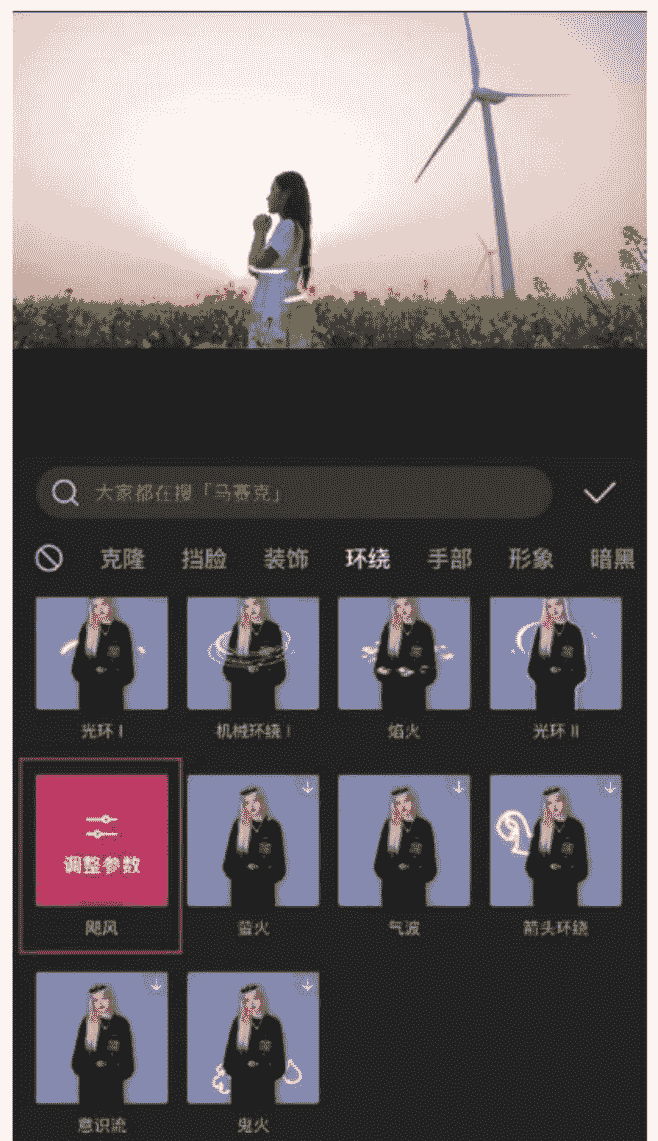 大家都在搜「马赛克」
克隆 挡脸 装饰 环绕 手部 形象 暗黑
光环 I 机械环绕 I 焰火 光环 II
调整参数
飓风 萤火 气波 箭头环绕
意识流 鬼火